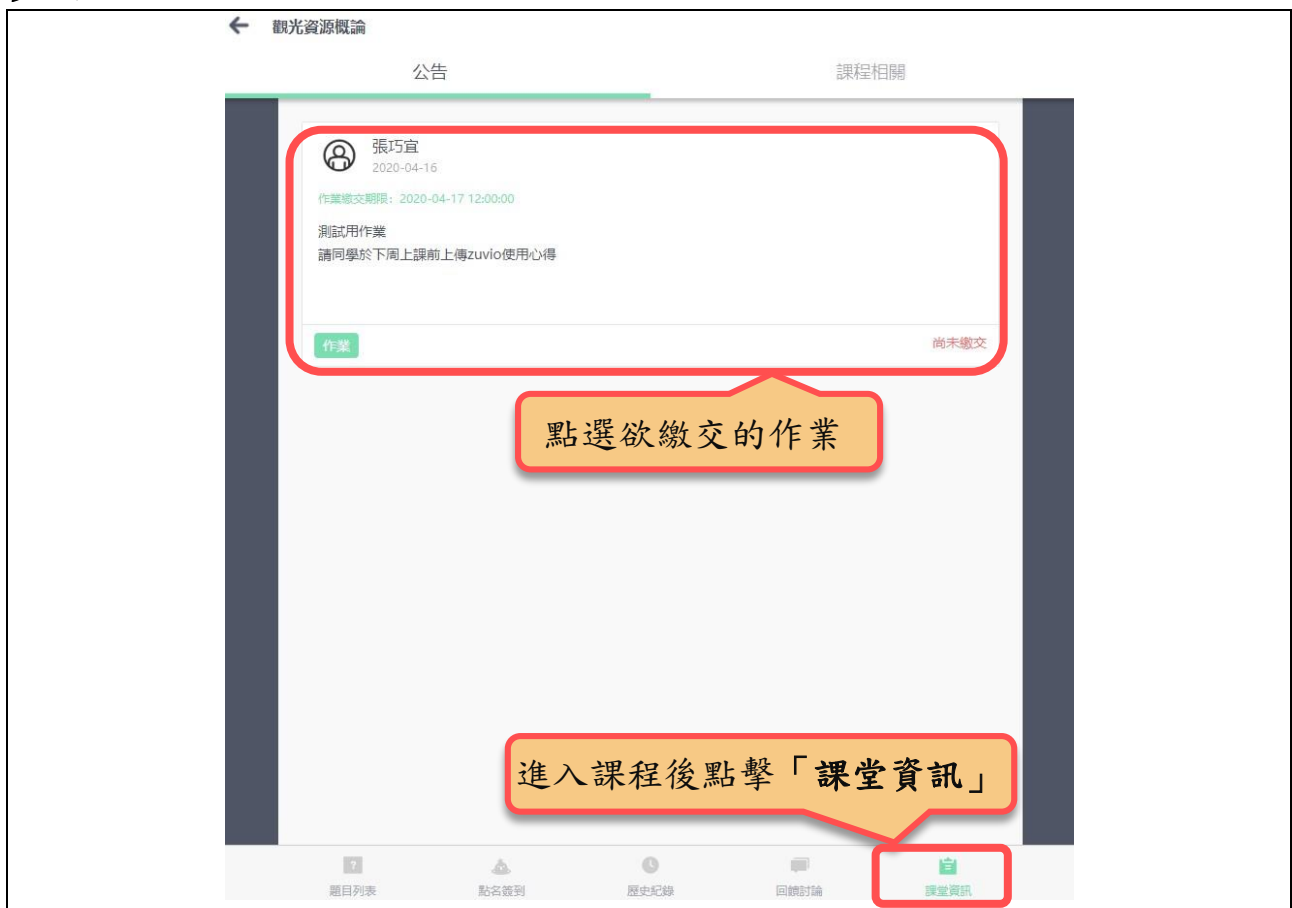 觀光資源概論
公告
課程相關
張巧宜
2020-04-16
作業繳交期限：2020-04-17 12:00:00
測試用作業
請同學於下周上課前上傳zuvio使用心得
作業
尚未繳交
點選欲繳交的作業
進入課程後點擊「課堂資訊」
題目列表
點名簽到
歷史紀錄
回饋討論
課堂資訊